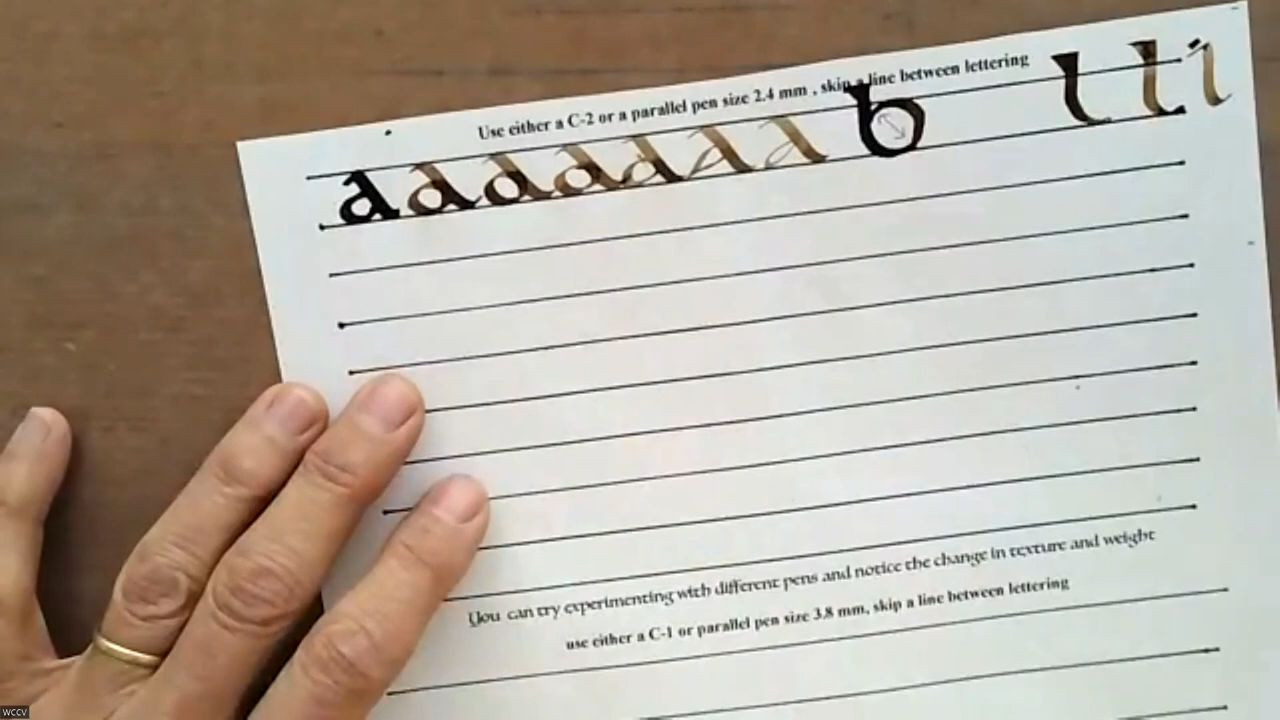 Use either a C-2 or a parallel pen size 2.4 mm , skip a line between lettering
a a a a a a a b l l l
You can try experimenting with different pens and notice the change in texture and weight
use either a C-1 or parallel pen size 3.8 mm, skip a line between lettering
WCCV